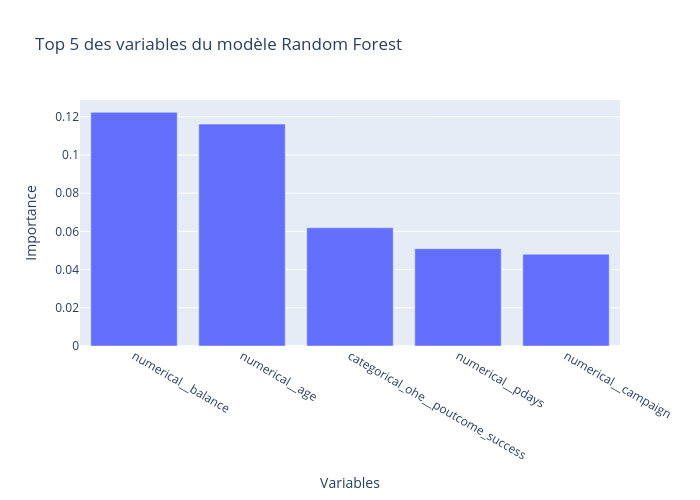 Top 5 des variables du modèle Random Forest
Importance
0.12
0.1
0.08
0.06
0.04
0.02
0
numerical__balance
numerical__age
categorical_ohe__poutcome_success
numerical__pdays
numerical__campaign
Variables